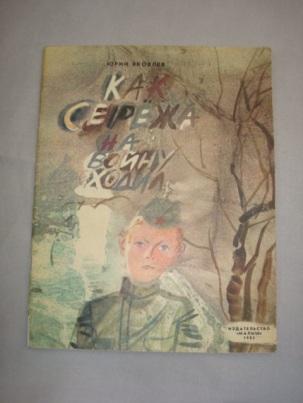 ЮРИЙ ЯКОВЛЕВ
КАК
СЕРЁЖА
НА
ВОЙНУ
ХОДИЛ
ИЗДАТЕЛЬСТВО
«МАЛЫШ»